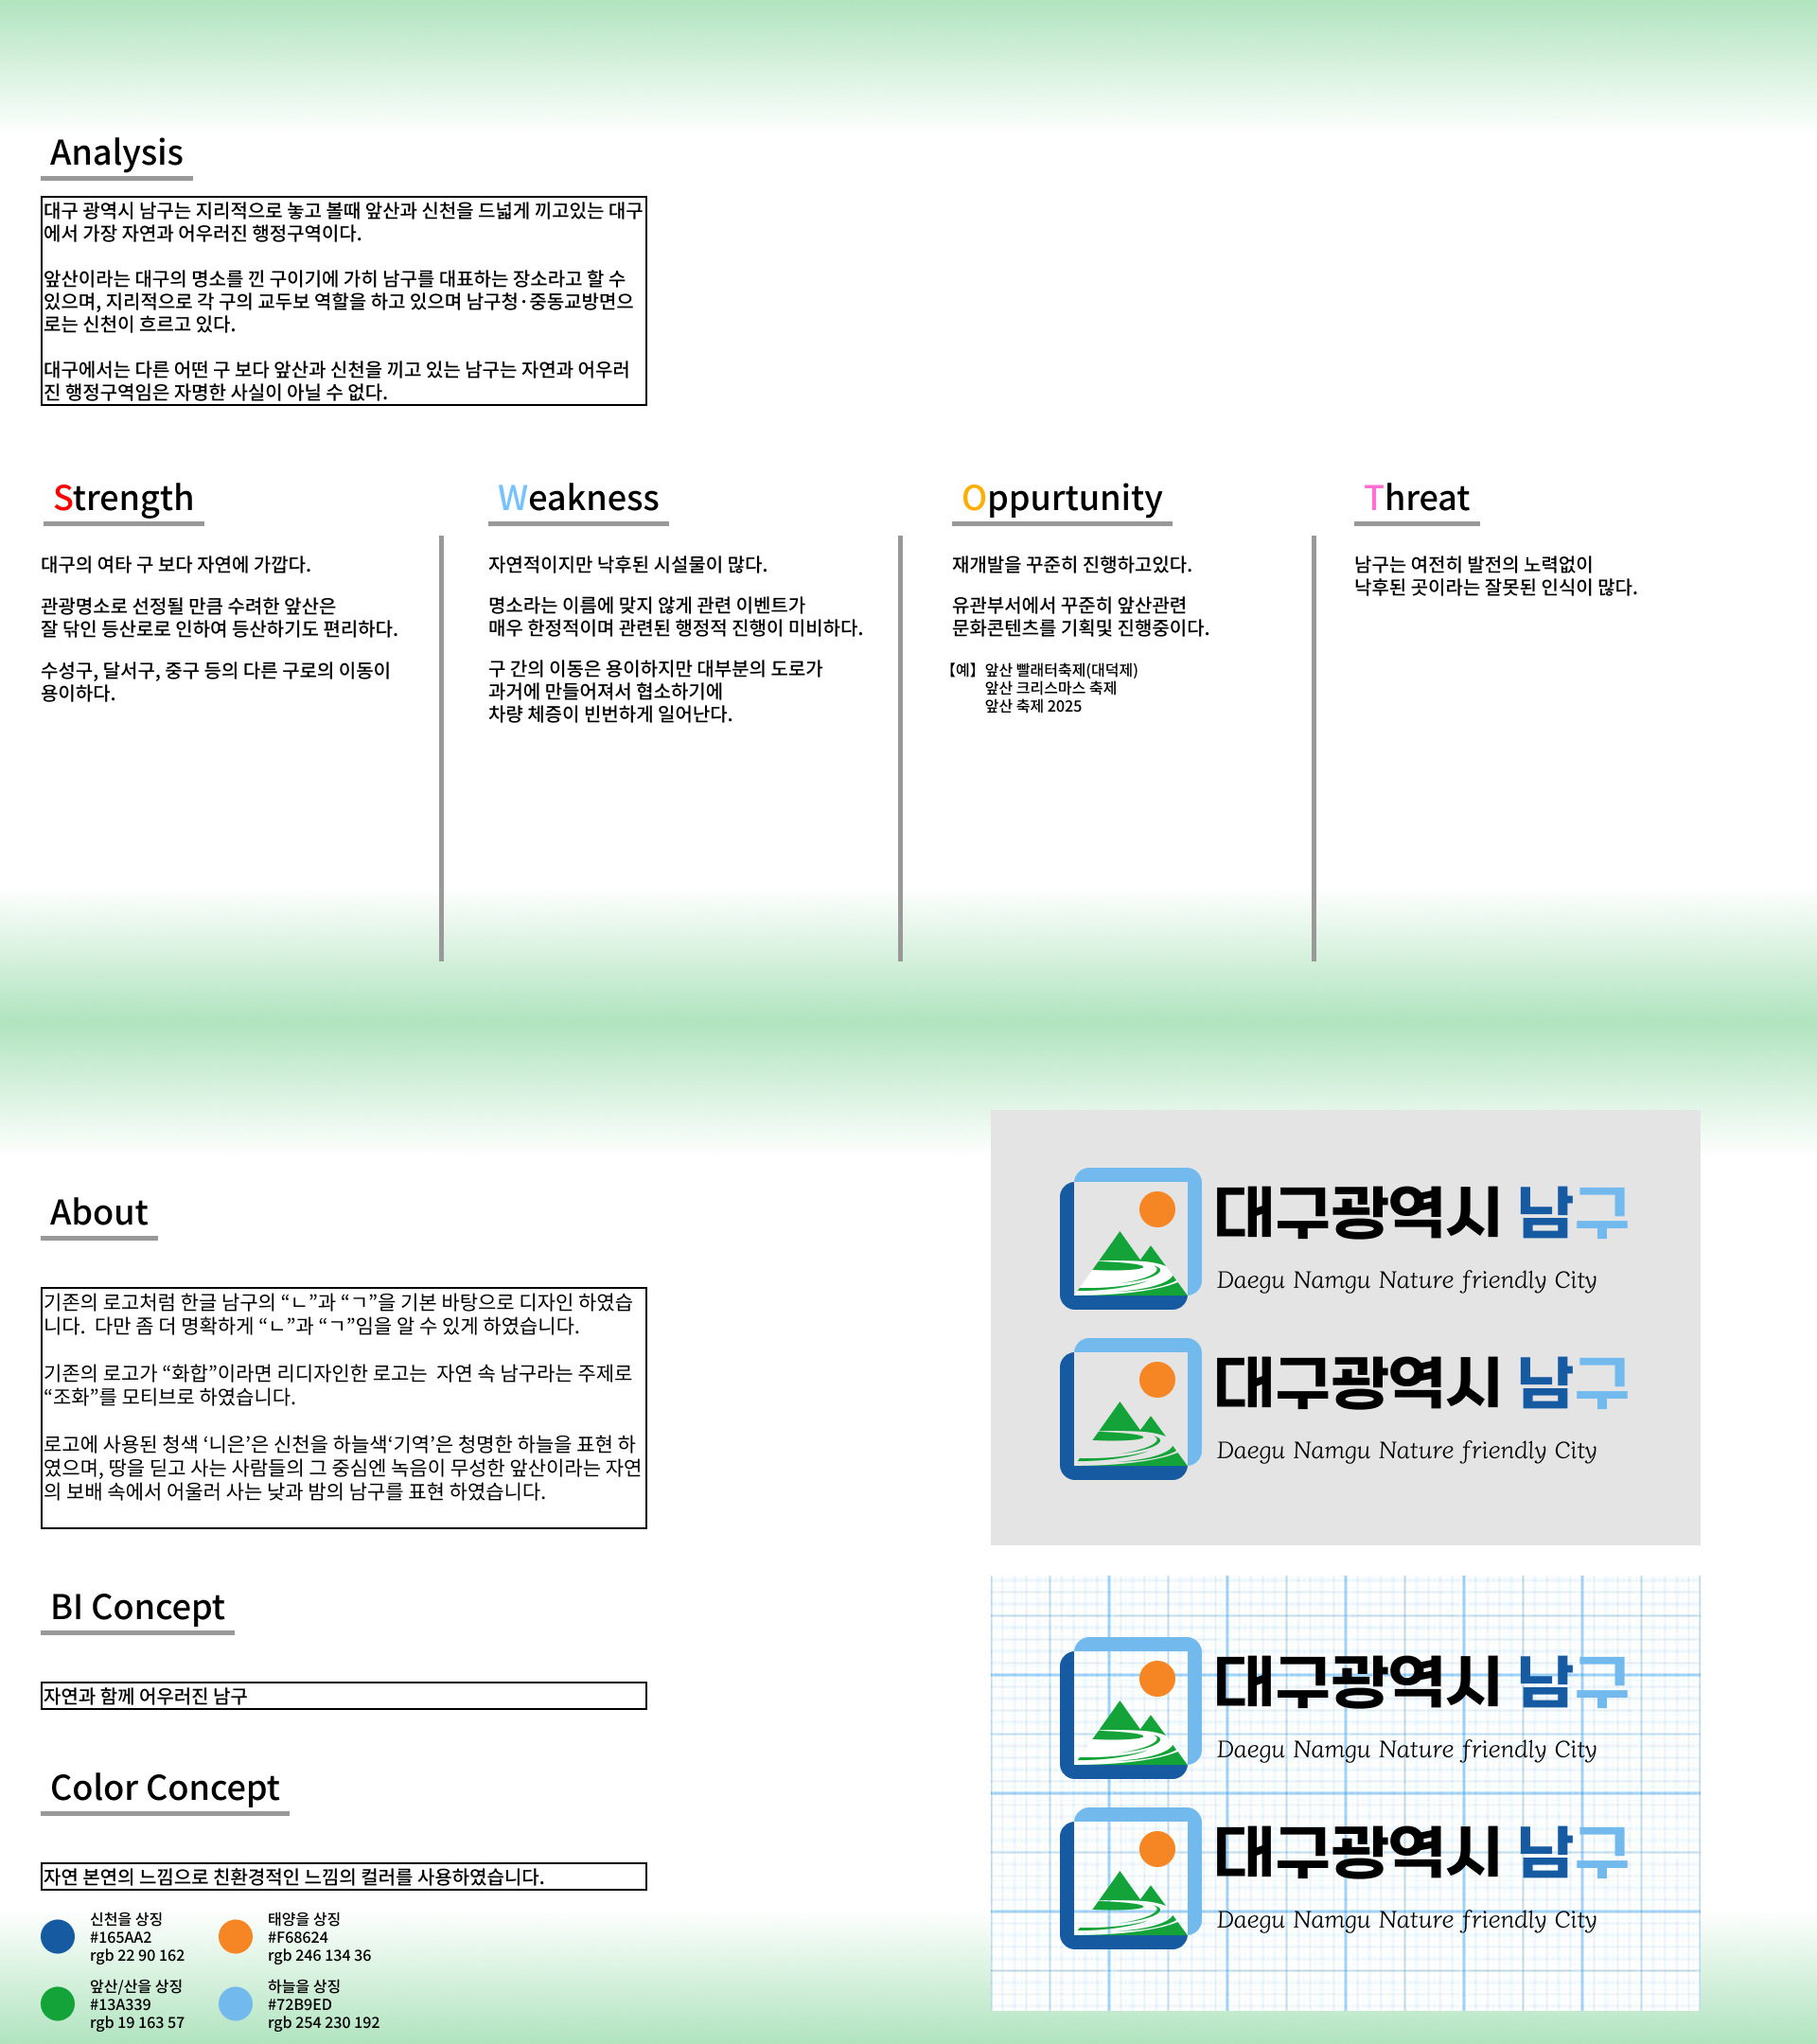 Analysis
대구 광역시 남구는 지리적으로 놓고 볼때 앞산과 신천을 드넓게 끼고있는 대구
에서 가장 자연과 어우러진 행정구역이다.
앞산이라는 대구의 명소를 낀 구이기에 가히 남구를 대표하는 장소라고 할 수
있으며, 지리적으로 각 구의 교두보 역할을 하고 있으며 남구청·중동교방면으
로는 신천이 흐르고 있다.
대구에서는 다른 어떤 구 보다 앞산과 신천을 끼고 있는 남구는 자연과 어우러
진 행정구역임은 자명한 사실이 아닐 수 없다.
Strength
대구의 여타 구 보다 자연에 가깝다.
관광명소로 선정될 만큼 수려한 앞산은
잘 닦인 등산로로 인하여 등산하기도 편리하다.
수성구, 달서구, 중구 등의 다른 구로의 이동이
용이하다.
Weakness
자연적이지만 낙후된 시설물이 많다.
명소라는 이름에 맞지 않게 관련 이벤트가
매우 한정적이며 관련된 행정적 진행이 미비하다.
구 간의 이동은 용이하지만 대부분의 도로가
과거에 만들어져서 협소하기에
차량 체증이 빈번하게 일어난다.
Oppurtunity
재개발을 꾸준히 진행하고있다.
유관부서에서 꾸준히 앞산관련
문화콘텐츠를 기획및 진행중이다.
【예】 앞산 빨래터축제(대덕제)
앞산 크리스마스 축제
앞산 축제 2025
Threat
남구는 여전히 발전의 노력없이
낙후된 곳이라는 잘못된 인식이 많다.
About
기존의 로고처럼 한글 남구의 “ㄴ”과 “ㄱ”을 기본 바탕으로 디자인 하였습
니다.  다만 좀 더 명확하게 “ㄴ”과 “ㄱ”임을 알 수 있게 하였습니다.
기존의 로고가 “화합”이라면 리디자인한 로고는  자연 속 남구라는 주제로
“조화”를 모티브로 하였습니다.
로고에 사용된 청색 ‘니은’은 신천을 하늘색‘기역’은 청명한 하늘을 표현 하
였으며, 땅을 딛고 사는 사람들의 그 중심엔 녹음이 무성한 앞산이라는 자연
의 보배 속에서 어울러 사는 낮과 밤의 남구를 표현 하였습니다.
BI Concept
자연과 함께 어우러진 남구
Color Concept
자연 본연의 느낌으로 친환경적인 느낌의 컬러를 사용하였습니다.
신천을 상징
#165AA2
rgb 22 90 162
태양을 상징
#F68624
rgb 246 134 36
앞산/산을 상징
#13A339
rgb 19 163 57
하늘을 상징
#72B9ED
rgb 254 230 192
대구광역시 남구
Daegu Namgu Nature friendly City
대구광역시 남구
Daegu Namgu Nature friendly City
대구광역시 남구
Daegu Namgu Nature friendly City
대구광역시 남구
Daegu Namgu Nature friendly City